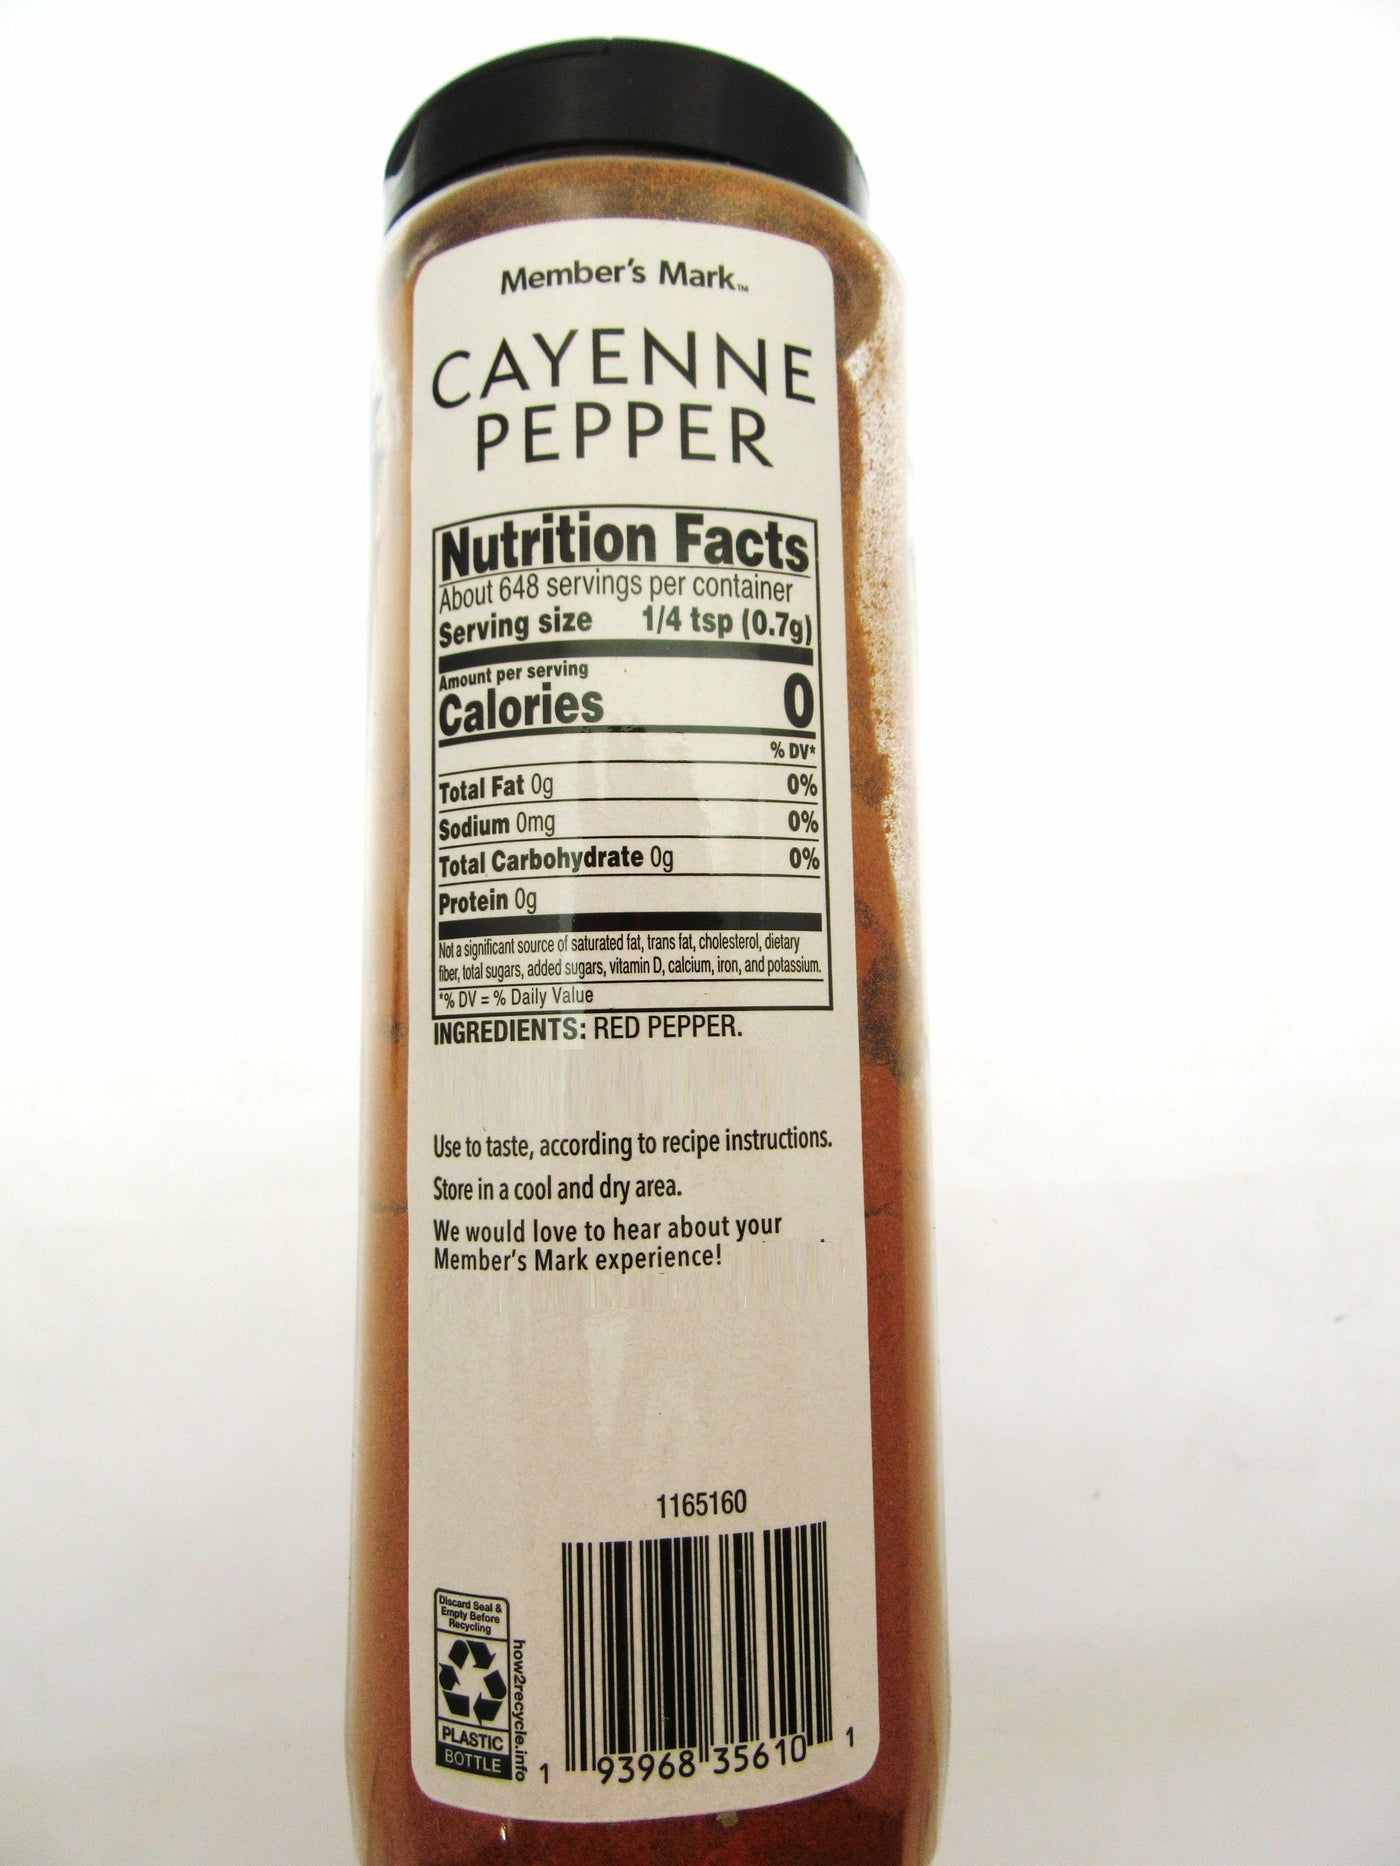 Member's Mark™
CAYENNE
PEPPER
Nutrition Facts
About 648 servings per container
Serving size 1/4 tsp (0.7g)
Amount per serving
Calories 0
% DV*
Total Fat 0g 0%
Sodium 0mg 0%
Total Carbohydrate 0g 0%
Protein 0g
Not a significant source of saturated fat, trans fat, cholesterol, dietary
fiber, total sugars, added sugars, vitamin D, calcium, iron, and potassium.
*% DV = % Daily Value
INGREDIENTS: RED PEPPER.
Use to taste, according to recipe instructions.
Store in a cool and dry area.
We would love to hear about your
Member's Mark experience!
1165160
Discard Seal &
Empty Before
Recycling
PLASTIC
BOTTLE
how2recycle.info
1 93968 35610 1